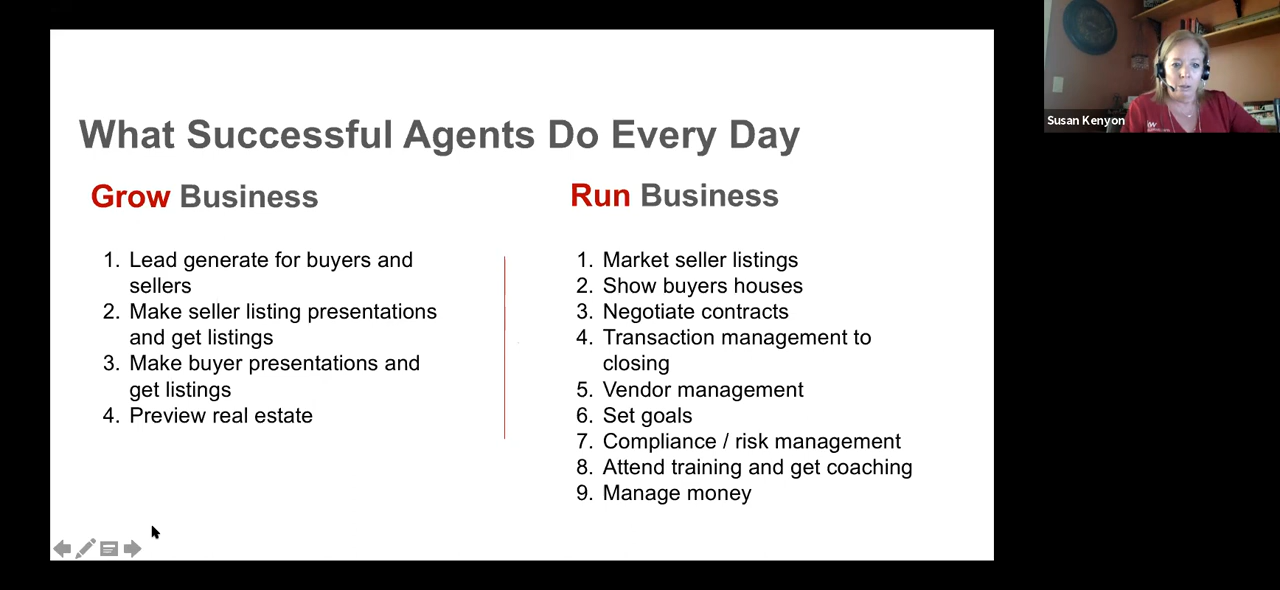 What Successful Agents Do Every Day
Grow Business
1. Lead generate for buyers and
sellers
2. Make seller listing presentations
and get listings
3. Make buyer presentations and
get listings
4. Preview real estate
Run Business
1. Market seller listings
2. Show buyers houses
3. Negotiate contracts
4. Transaction management to
closing
5. Vendor management
6. Set goals
7. Compliance / risk management
8. Attend training and get coaching
9. Manage money
Susan Kenyon
kw